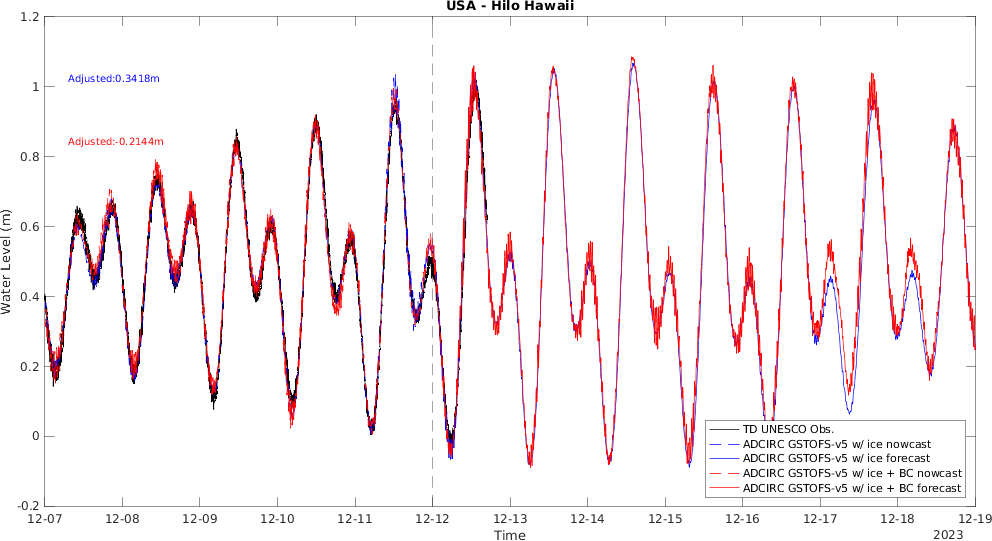 USA - Hilo Hawaii
1.2
1
0.8
0.6
0.4
0.2
0
-0.2
Water Level (m)
Adjusted:0.3418m
Adjusted:-0.2144m
TD UNESCO Obs.
ADCIRC GSTOFS-v5 w/ ice nowcast
ADCIRC GSTOFS-v5 w/ ice forecast
ADCIRC GSTOFS-v5 w/ ice + BC nowcast
ADCIRC GSTOFS-v5 w/ ice + BC forecast
12-07 12-08 12-09 12-10 12-11 12-12 12-13 12-14 12-15 12-16 12-17 12-18 12-19
Time
2023